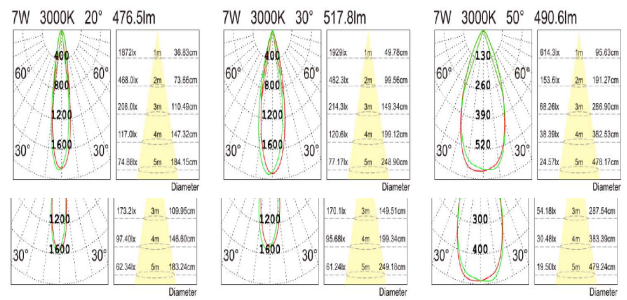 7W 3000K 20° 476.5lm
400
800
1200
1600
60° 60°
30° 30°
1872lx 1m 36.83cm
468.0lx 2m 73.66cm
208.0lx 3m 110.49cm
117.0lx 4m 147.32cm
74.88lx 5m 184.15cm
Diameter
7W 3000K 30° 517.8lm
400
800
1200
1600
60° 60°
30° 30°
1929lx 1m 49.78cm
482.3lx 2m 99.56cm
214.3lx 3m 149.34cm
120.6lx 4m 199.12cm
77.17lx 5m 248.90cm
Diameter
7W 3000K 50° 490.6lm
130
260
390
520
60° 60°
30° 30°
614.3lx 1m 95.63cm
153.6lx 2m 191.27cm
68.26lx 3m 286.90cm
38.39lx 4m 382.53cm
24.57lx 5m 478.17cm
Diameter
1200
1600
30° 30°
173.2lx 3m 109.95cm
97.40lx 4m 146.60cm
62.34lx 5m 183.24cm
Diameter
1200
1600
30° 30°
170.1lx 3m 149.51cm
95.68lx 4m 199.34cm
61.24lx 5m 249.18cm
Diameter
300
400
30° 30°
54.18lx 3m 287.54cm
30.48lx 4m 383.39cm
19.50lx 5m 479.24cm
Diameter